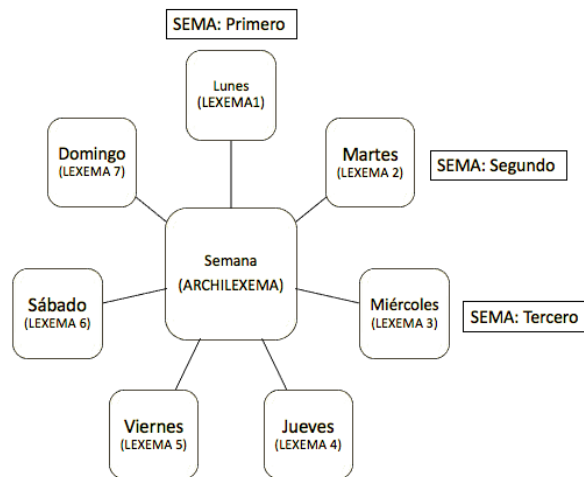 SEMA: Primero
Lunes
(LEXEMA1)
Domingo
(LEXEMA 7)
Martes
(LEXEMA 2)
SEMA: Segundo
Semana
(ARCHILEXEMA)
Sábado
(LEXEMA 6)
Miércoles
(LEXEMA 3)
SEMA: Tercero
Viernes
(LEXEMA 5)
Jueves
(LEXEMA 4)